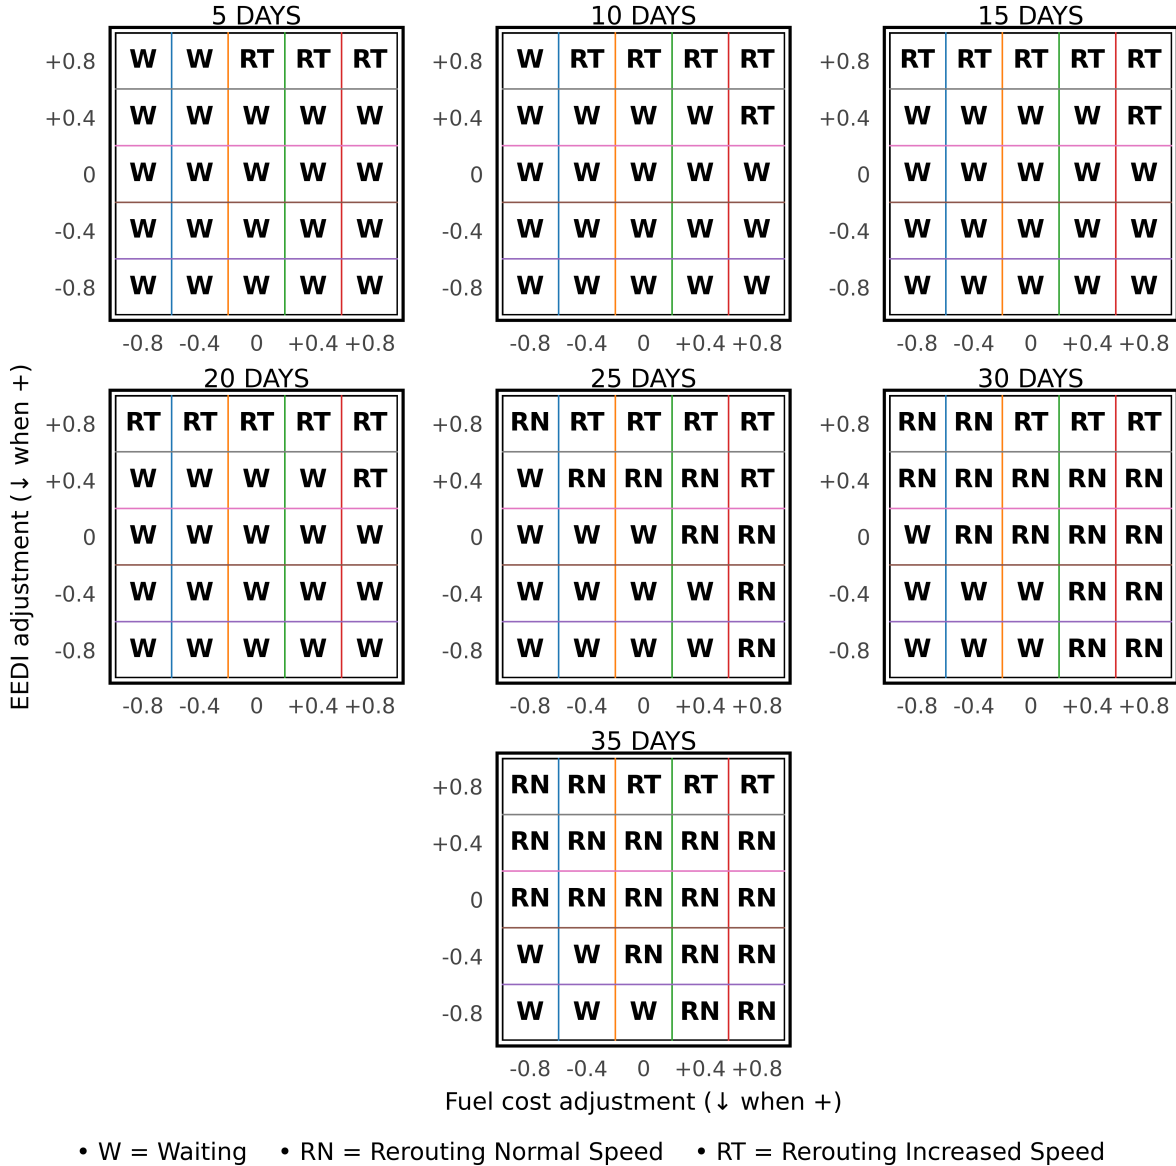 5 DAYS 10 DAYS 15 DAYS
+0.8 W W RT RT RT +0.8 W RT RT RT RT +0.8 RT RT RT RT RT
+0.4 W W W W W +0.4 W W W W RT +0.4 W W W W RT
0 W W W W W 0 W W W W W 0 W W W W W
-0.4 W W W W W -0.4 W W W W W -0.4 W W W W W
-0.8 W W W W W -0.8 W W W W W -0.8 W W W W W
-0.8 -0.4 0 +0.4 +0.8 -0.8 -0.4 0 +0.4 +0.8 -0.8 -0.4 0 +0.4 +0.8
EEDI adjustment (↓ when +)
20 DAYS 25 DAYS 30 DAYS
+0.8 RT RT RT RT RT +0.8 RN RT RT RT RT +0.8 RN RN RT RT RT
+0.4 W W W W RT +0.4 W RN RN RN RT +0.4 RN RN RN RN RN
0 W W W W W 0 W W W RN RN 0 W RN RN RN RN
-0.4 W W W W W -0.4 W W W W RN -0.4 W W W RN RN
-0.8 W W W W W -0.8 W W W W RN -0.8 W W W RN RN
-0.8 -0.4 0 +0.4 +0.8 -0.8 -0.4 0 +0.4 +0.8 -0.8 -0.4 0 +0.4 +0.8
35 DAYS
+0.8 RN RN RT RT RT
+0.4 RN RN RN RN RN
0 RN RN RN RN RN
-0.4 W W RN RN RN
-0.8 W W W RN RN
-0.8 -0.4 0 +0.4 +0.8
Fuel cost adjustment (↓ when +)
• W = Waiting • RN = Rerouting Normal Speed • RT = Rerouting Increased Speed